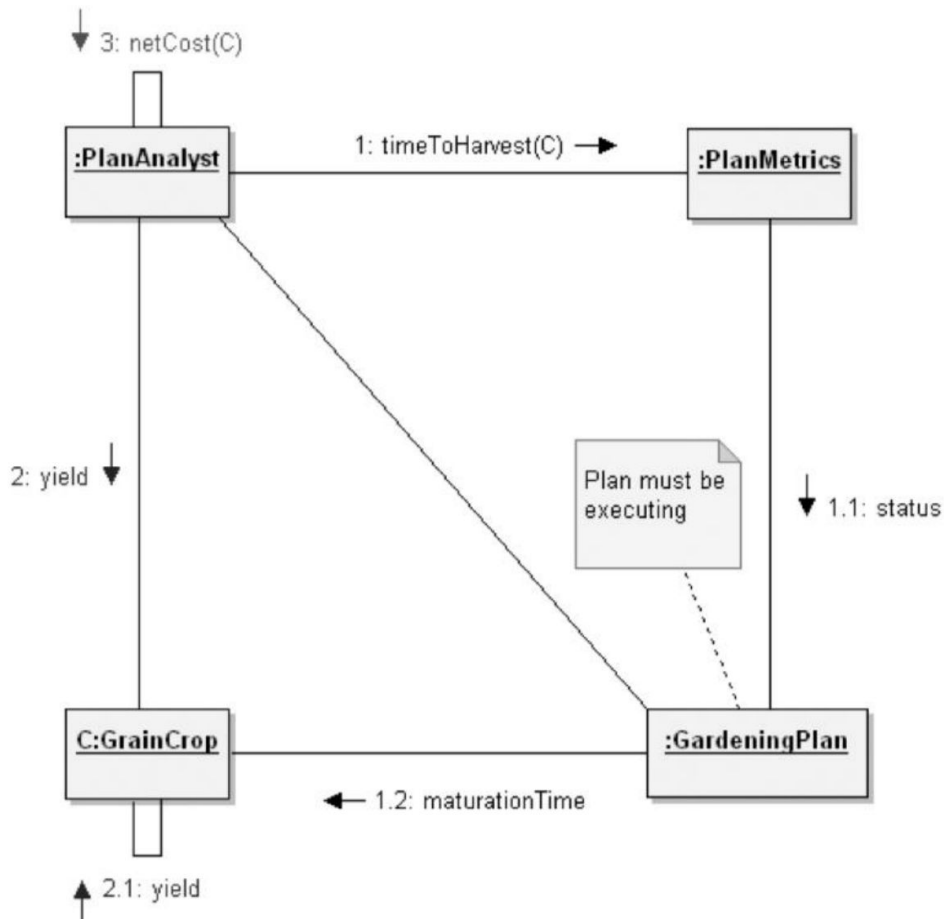 3: netCost(C)
:PlanAnalyst
1: timeToHarvest(C)
:PlanMetrics
2: yield
Plan must be
executing
1.1: status
C:GrainCrop
:GardeningPlan
1.2: maturationTime
2.1: yield